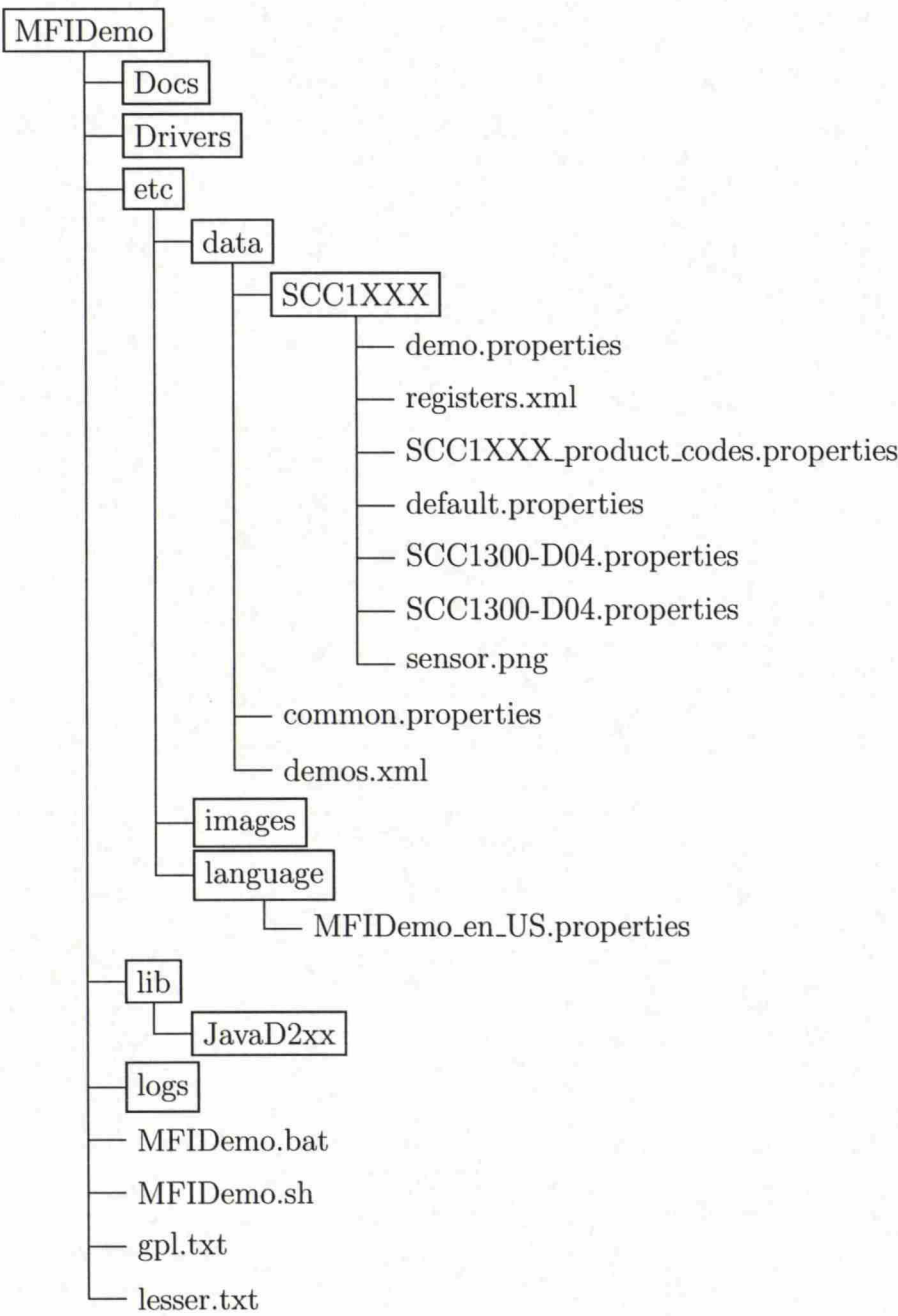 MFIDemo
Docs
Drivers
etc
data
SCC1XXX
demo.properties
registers.xml
SCC1XXX_product_codes.properties
default.properties
SCC1300-D04.properties
SCC1300-D04.properties
sensor.png
common.properties
demos.xml
images
language
MFIDemo_en_US.properties
lib
JavaD2xx
logs
MFIDemo.bat
MFIDemo.sh
gpl.txt
lesser.txt